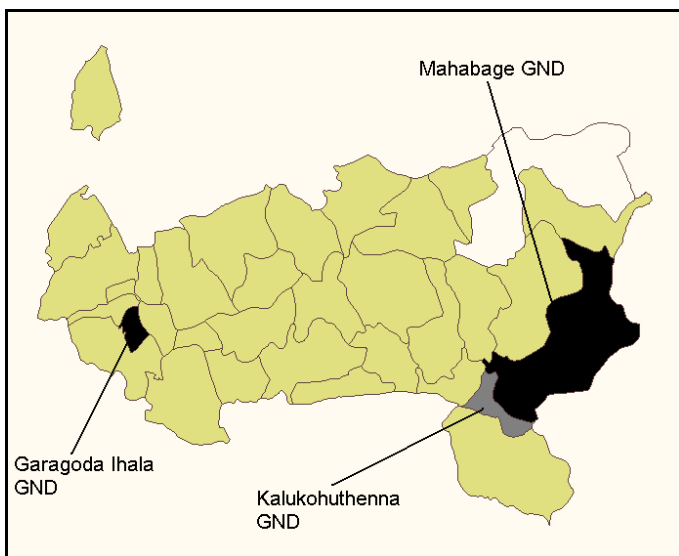 Mahabage GND
Garagoda Ihala
GND
Kalukohuthenna
GND